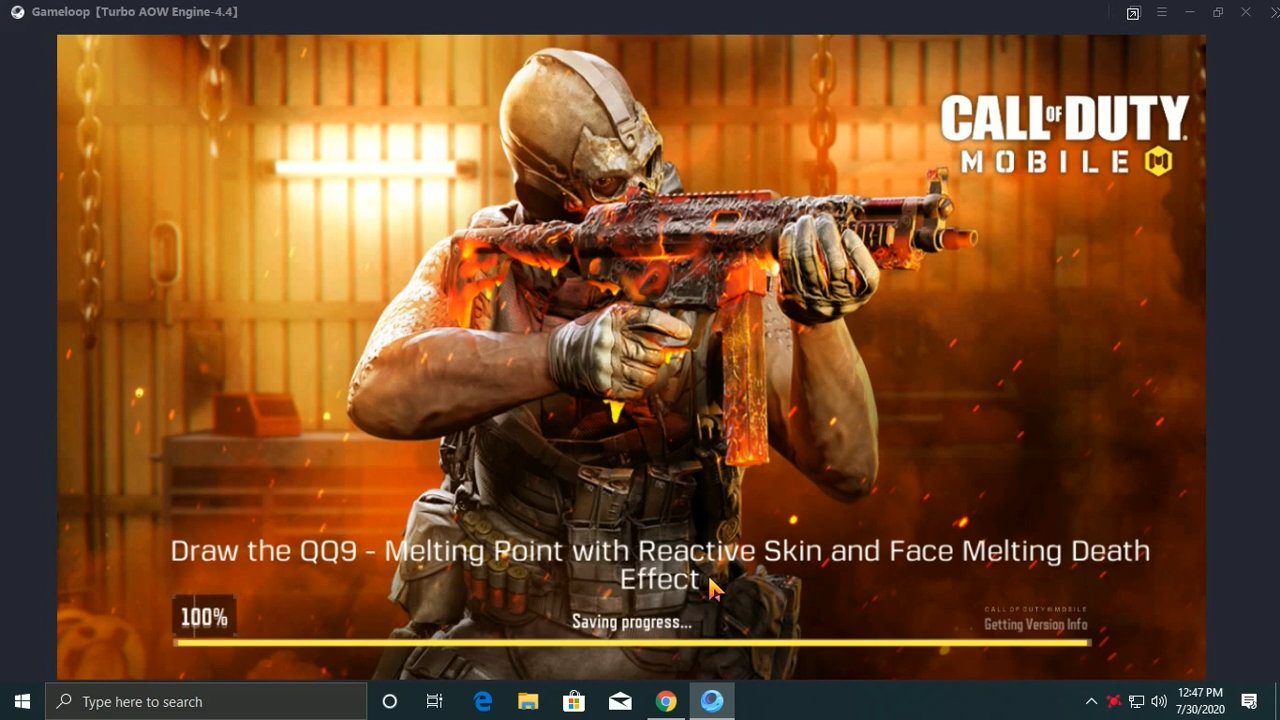 Gameloop [Turbo AOW Engine-4.4]
CALL OF DUTY
MOBILE
Draw the QQ9 - Melting Point with Reactive Skin and Face Melting Death
Effect
100%
Saving progress...
CALL OF DUTY®MOBILE
Getting Version Info
Type here to search
12:47 PM
7/30/2020